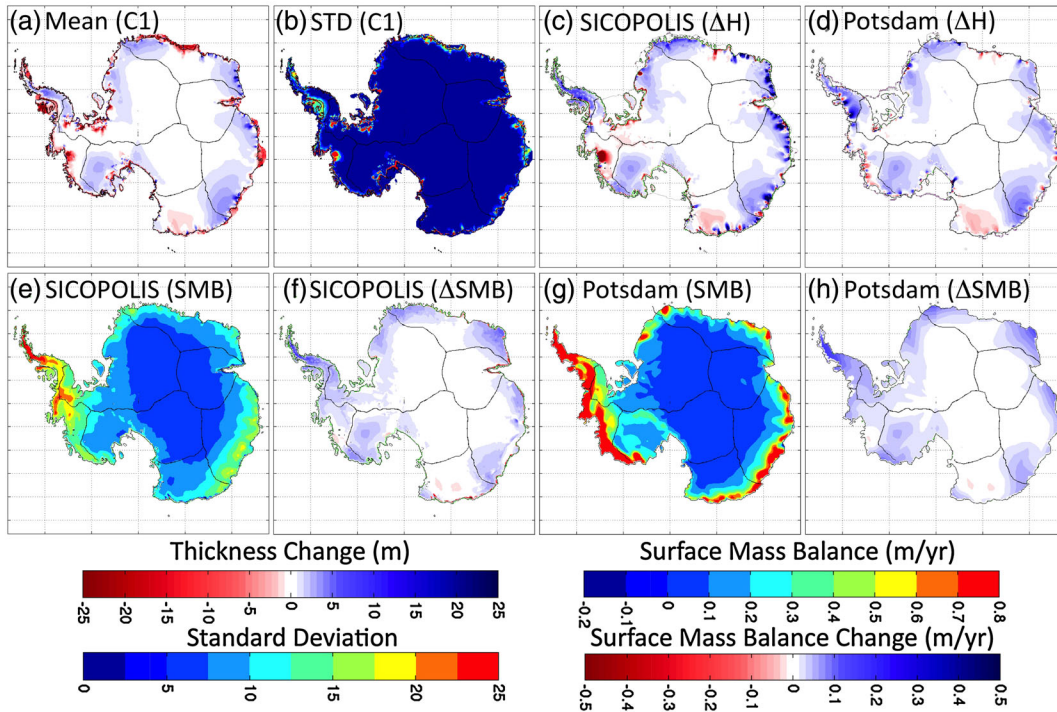 (a) Mean (C1)
(b) STD (C1)
(c) SICOPOLIS (ΔH)
(d) Potsdam (ΔH)
(e) SICOPOLIS (SMB)
(f) SICOPOLIS (ΔSMB)
(g) Potsdam (SMB)
(h) Potsdam (ΔSMB)
Thickness Change (m)
-25 -20 -15 -10 -5 0 5 10 15 20 25
Standard Deviation
0 5 10 15 20 25
Surface Mass Balance (m/yr)
-0.2 -0.1 0 0.1 0.2 0.3 0.4 0.5 0.6 0.7 0.8
Surface Mass Balance Change (m/yr)
-0.5 -0.4 -0.3 -0.2 -0.1 0 0.1 0.2 0.3 0.4 0.5